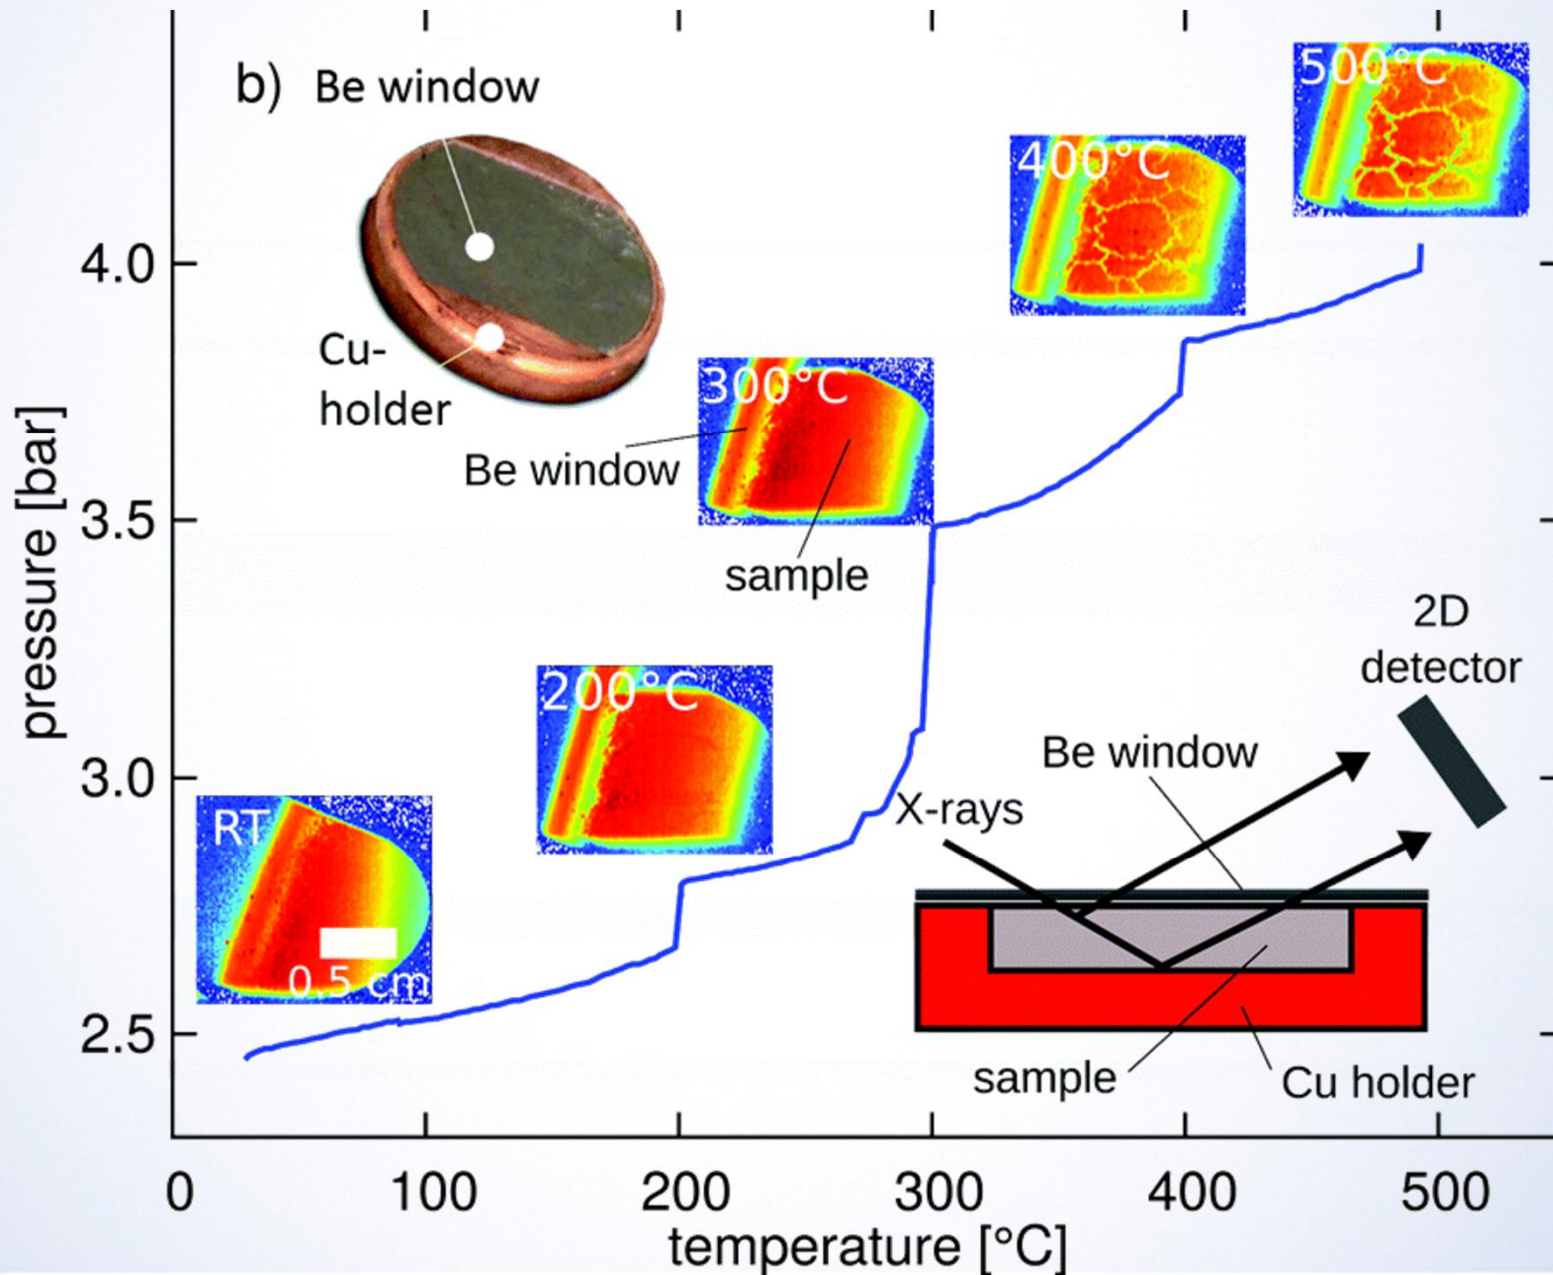 b) Be window
500°C
400°C
4.0
Cu-
holder
300°C
Be window
3.5
sample
pressure [bar]
2D
detector
200°C
Be window
3.0
X-rays
RT
0.5 cm
2.5
sample
Cu holder
0 100 200 300 400 500
temperature [°C]